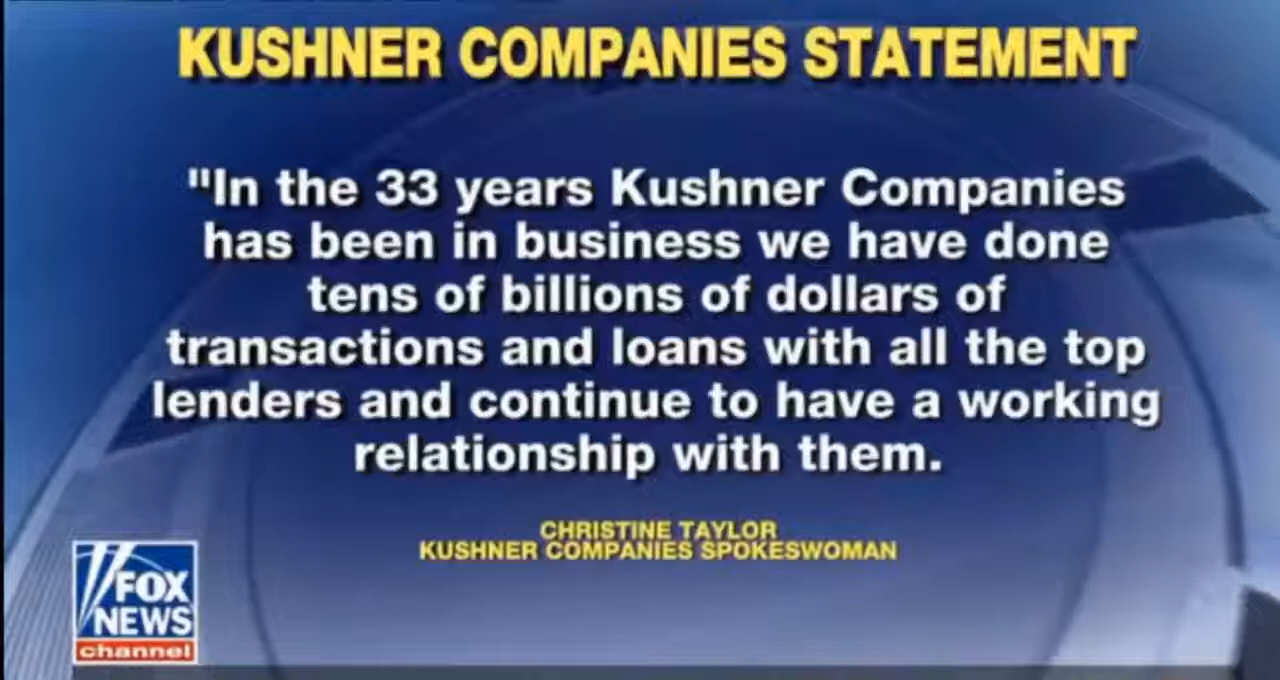 KUSHNER COMPANIES STATEMENT
"In the 33 years Kushner Companies
has been in business we have done
tens of billions of dollars of
transactions and loans with all the top
lenders and continue to have a working
relationship with them.
CHRISTINE TAYLOR
KUSHNER COMPANIES SPOKESWOMAN
FOX
NEWS
channel